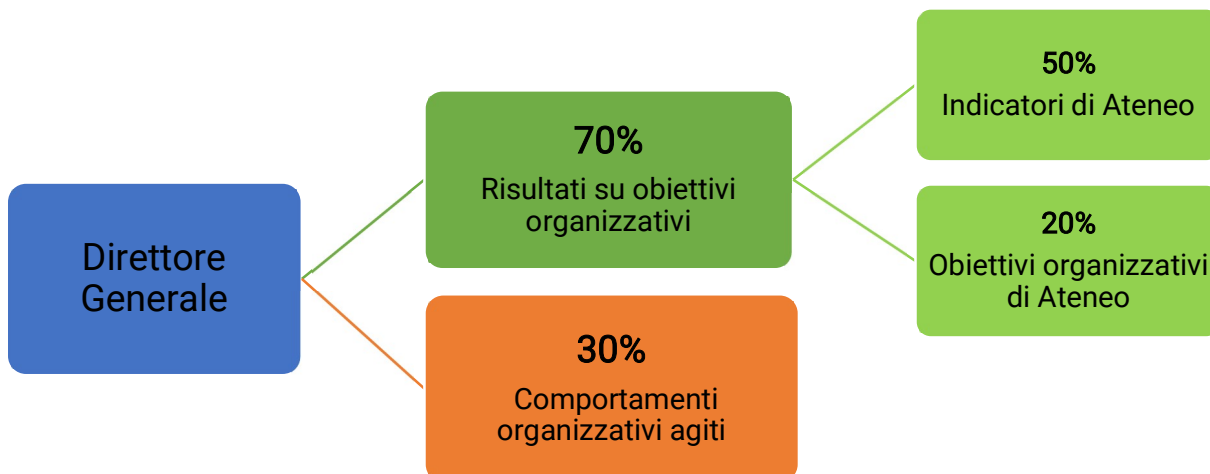 Direttore
Generale
70%
Risultati su obiettivi
organizzativi
30%
Comportamenti
organizzativi agiti
50%
Indicatori di Ateneo
20%
Obiettivi organizzativi
di Ateneo